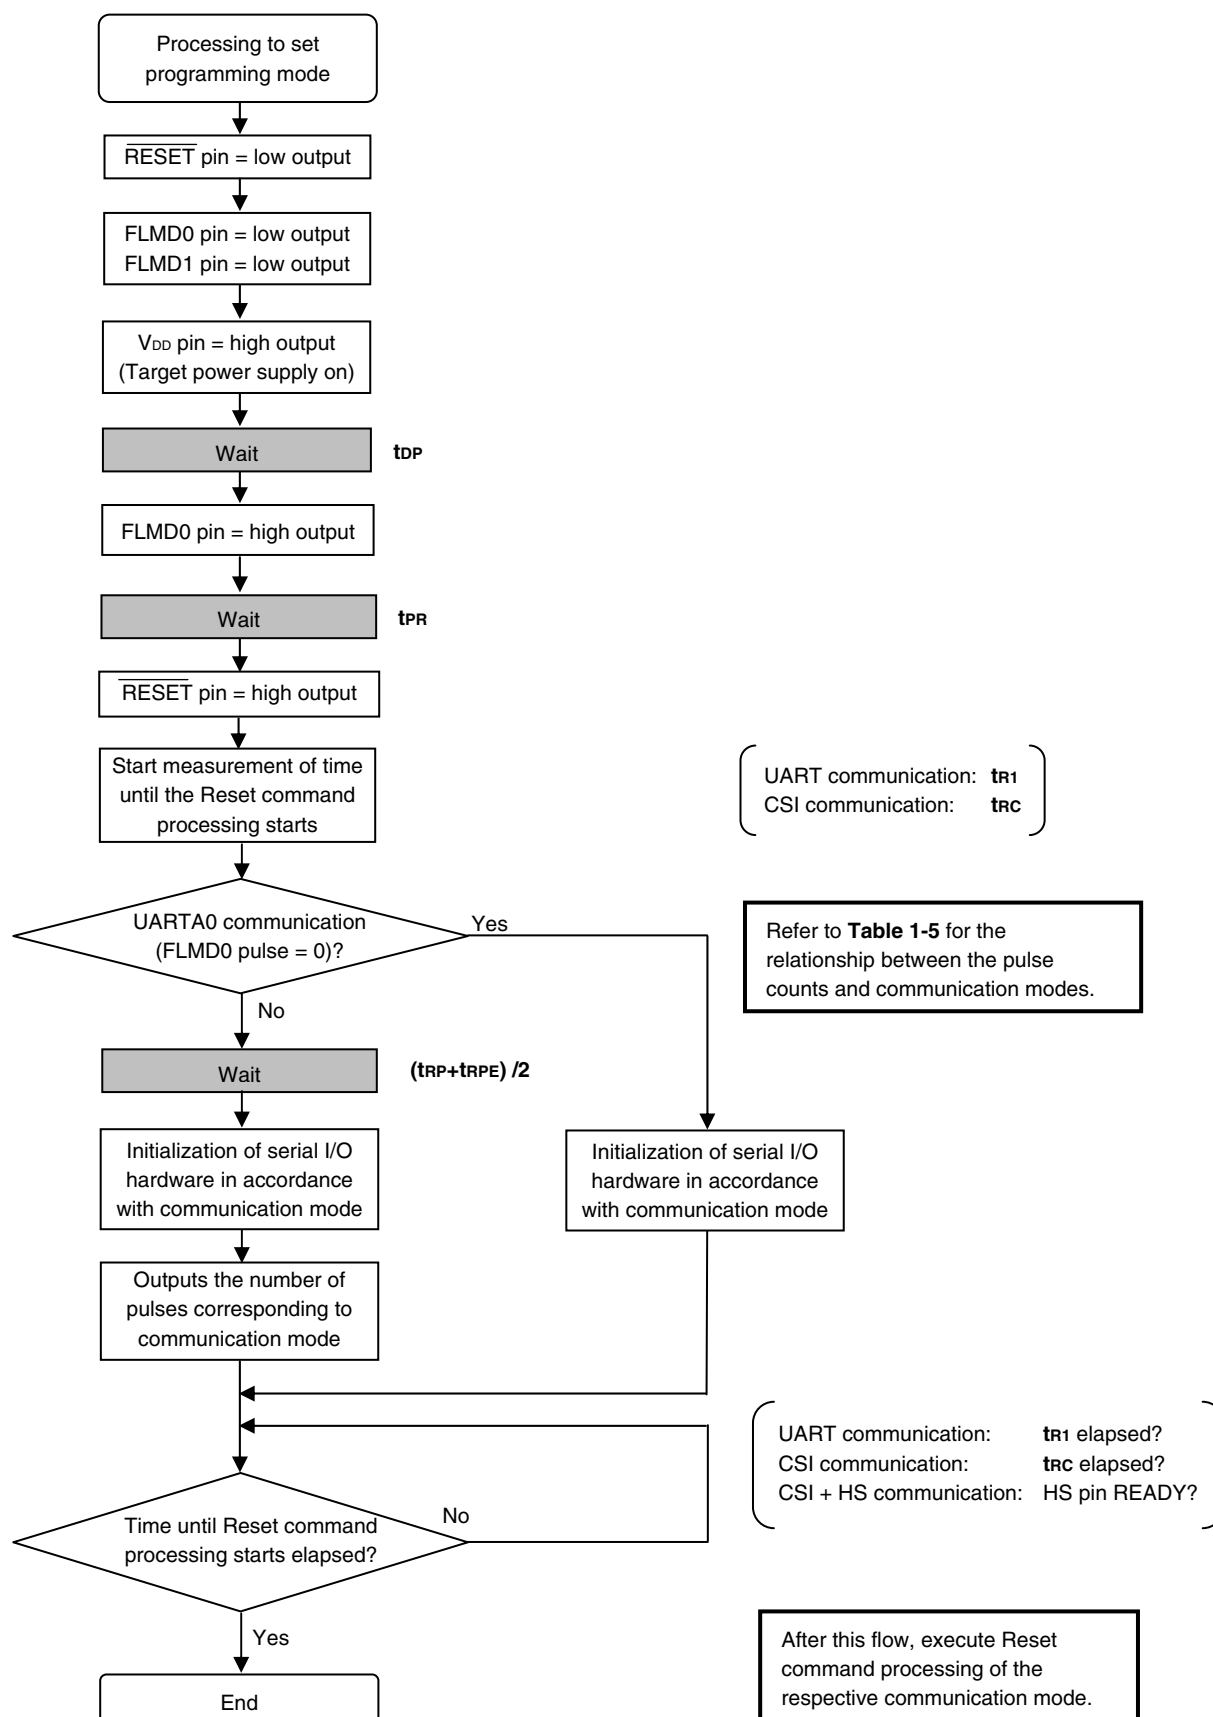 Processing to set
programming mode
RESET pin = low output
FLMD0 pin = low output
FLMD1 pin = low output
VDD pin = high output
(Target power supply on)
Wait
tDP
FLMD0 pin = high output
Wait
tPR
RESET pin = high output
Start measurement of time
until the Reset command
processing starts
UART communication: tR1
CSI communication: tRC
UARTA0 communication
(FLMD0 pulse = 0)?
Yes
No
Refer to Table 1-5 for the
relationship between the pulse
counts and communication modes.
Wait
(tRP+tRPE) /2
Initialization of serial I/O
hardware in accordance
with communication mode
Initialization of serial I/O
hardware in accordance
with communication mode
Outputs the number of
pulses corresponding to
communication mode
UART communication: tR1 elapsed?
CSI communication: tRC elapsed?
CSI + HS communication: HS pin READY?
Time until Reset command
processing starts elapsed?
No
Yes
End
After this flow, execute Reset
command processing of the
respective communication mode.